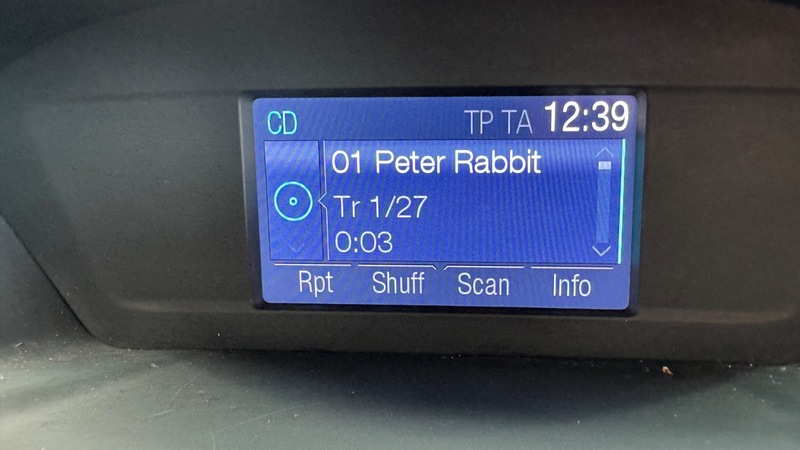 CD TP TA 12:39
01 Peter Rabbit
Tr 1/27
0:03
Rpt Shuff Scan Info